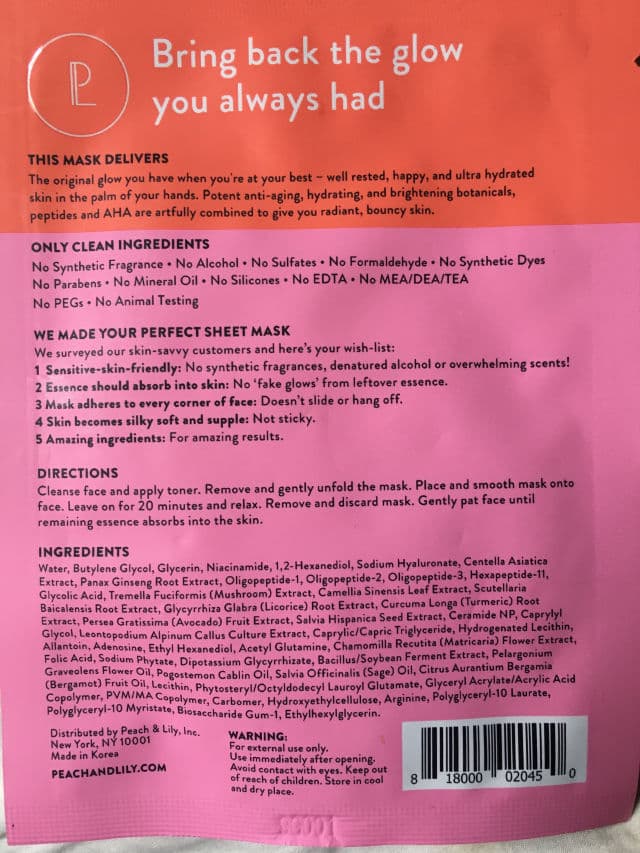 PL
Bring back the glow
you always had
THIS MASK DELIVERS
The original glow you have when you're at your best – well rested, happy, and ultra hydrated
skin in the palm of your hands. Potent anti-aging, hydrating, and brightening botanicals,
peptides and AHA are artfully combined to give you radiant, bouncy skin.
ONLY CLEAN INGREDIENTS
No Synthetic Fragrance • No Alcohol • No Sulfates • No Formaldehyde • No Synthetic Dyes
No Parabens • No Mineral Oil • No Silicones • No EDTA • No MEA/DEA/TEA
No PEGs • No Animal Testing
WE MADE YOUR PERFECT SHEET MASK
We surveyed our skin-savvy customers and here's your wish-list:
1 Sensitive-skin-friendly: No synthetic fragrances, denatured alcohol or overwhelming scents!
2 Essence should absorb into skin: No 'fake glows' from leftover essence.
3 Mask adheres to every corner of face: Doesn't slide or hang off.
4 Skin becomes silky soft and supple: Not sticky.
5 Amazing ingredients: For amazing results.
DIRECTIONS
Cleanse face and apply toner. Remove and gently unfold the mask. Place and smooth mask onto
face. Leave on for 20 minutes and relax. Remove and discard mask. Gently pat face until
remaining essence absorbs into the skin.
INGREDIENTS
Water, Butylene Glycol, Glycerin, Niacinamide, 1,2-Hexanediol, Sodium Hyaluronate, Centella Asiatica
Extract, Panax Ginseng Root Extract, Oligopeptide-1, Oligopeptide-2, Oligopeptide-3, Hexapeptide-11,
Glycolic Acid, Tremella Fuciformis (Mushroom) Extract, Camellia Sinensis Leaf Extract, Scutellaria
Baicalensis Root Extract, Glycyrrhiza Glabra (Licorice) Root Extract, Curcuma Longa (Turmeric) Root
Extract, Persea Gratissima (Avocado) Fruit Extract, Salvia Hispanica Seed Extract, Ceramide NP, Caprylyl
Glycol, Leontopodium Alpinum Callus Culture Extract, Caprylic/Capric Triglyceride, Hydrogenated Lecithin,
Allantoin, Adenosine, Ethyl Hexanediol, Acetyl Glutamine, Chamomilla Recutita (Matricaria) Flower Extract,
Folic Acid, Sodium Phytate, Dipotassium Glycyrrhizate, Bacillus/Soybean Ferment Extract, Pelargonium
Graveolens Flower Oil, Pogostemon Cablin Oil, Salvia Officinalis (Sage) Oil, Citrus Aurantium Bergamia
(Bergamot) Fruit Oil, Lecithin, Phytosteryl/Octyldodecyl Lauroyl Glutamate, Glyceryl Acrylate/Acrylic Acid
Copolymer, PVM/MA Copolymer, Carbomer, Hydroxyethylcellulose, Arginine, Polyglyceryl-10 Laurate,
Polyglyceryl-10 Myristate, Biosaccharide Gum-1, Ethylhexylglycerin.
Distributed by Peach & Lily, Inc.
New York, NY 10001
Made in Korea
PEACHANDLILY.COM
WARNING:
For external use only.
Use immediately after opening.
Avoid contact with eyes. Keep out
of reach of children. Store in cool
and dry place.
8 18000 02045 0